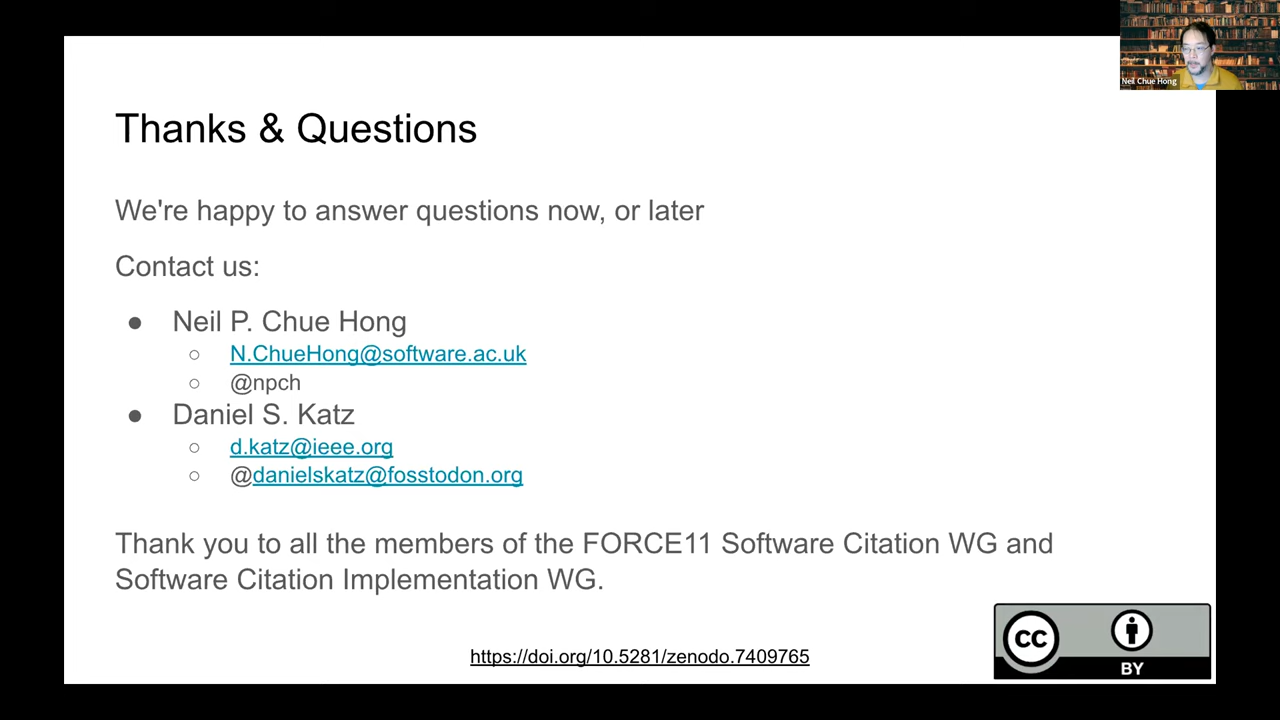 Neil Chue Hong
Thanks & Questions
We're happy to answer questions now, or later
Contact us:
● Neil P. Chue Hong
○ N.ChueHong@software.ac.uk
○ @npch
● Daniel S. Katz
○ d.katz@ieee.org
○ @danielskatz@fosstodon.org
Thank you to all the members of the FORCE11 Software Citation WG and
Software Citation Implementation WG.
https://doi.org/10.5281/zenodo.7409765
CC
BY